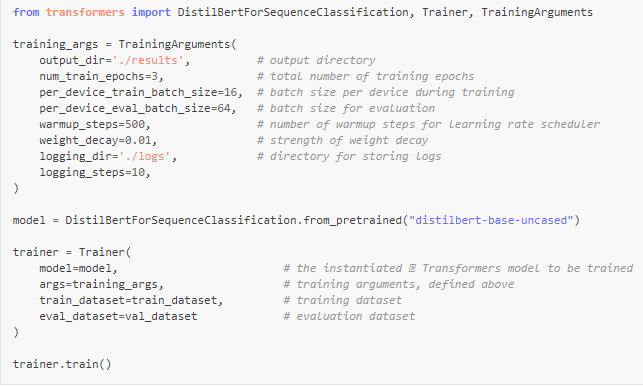 from transformers import DistilBertForSequenceClassification, Trainer, TrainingArguments
training_args = TrainingArguments(
    output_dir='./results',          # output directory
    num_train_epochs=3,              # total number of training epochs
    per_device_train_batch_size=16,  # batch size per device during training
    per_device_eval_batch_size=64,   # batch size for evaluation
    warmup_steps=500,                # number of warmup steps for learning rate scheduler
    weight_decay=0.01,               # strength of weight decay
    logging_dir='./logs',            # directory for storing logs
    logging_steps=10,
)
model = DistilBertForSequenceClassification.from_pretrained("distilbert-base-uncased")
trainer = Trainer(
    model=model,                         # the instantiated Transformers model to be trained
    args=training_args,                  # training arguments, defined above
    train_dataset=train_dataset,         # training dataset
    eval_dataset=val_dataset             # evaluation dataset
)
trainer.train()